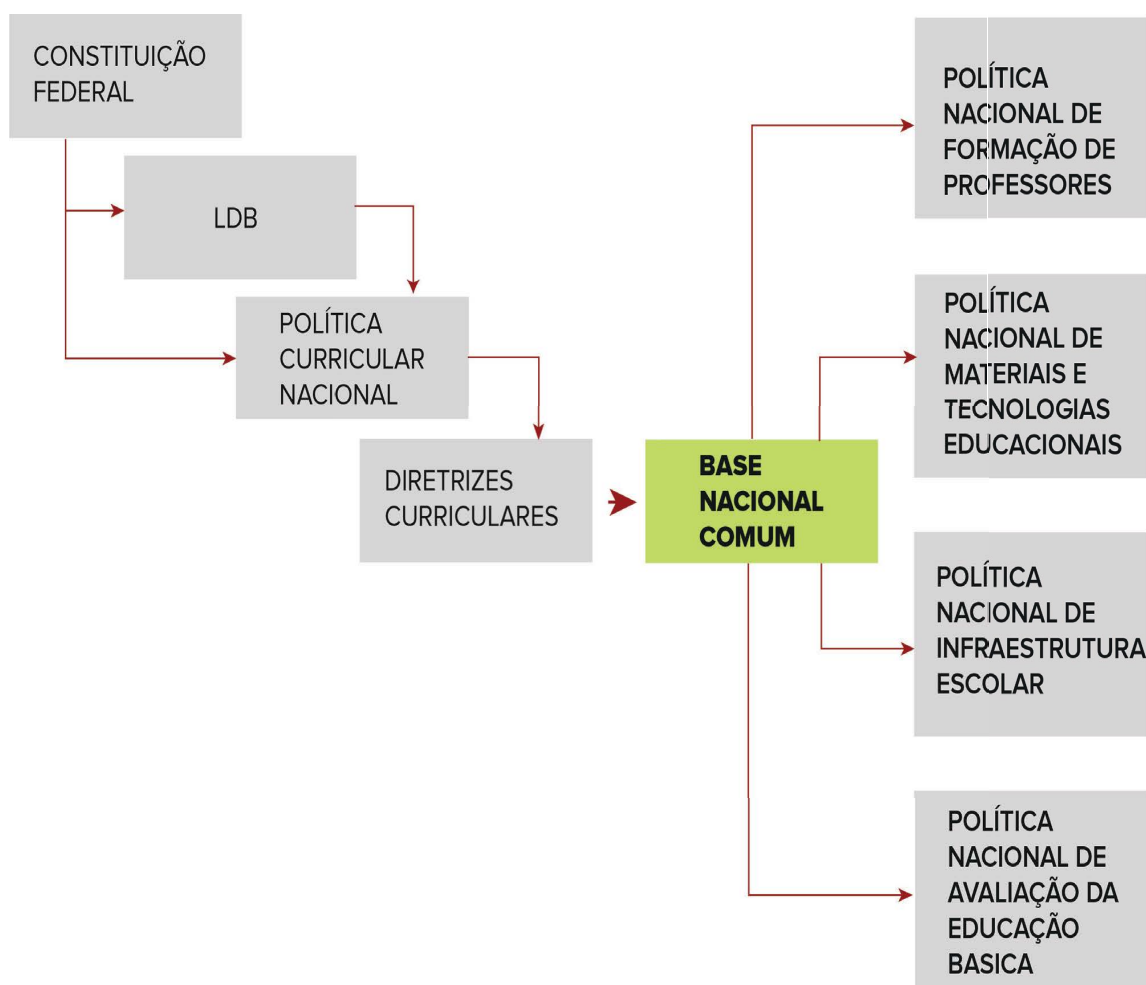 CONSTITUIÇÃO
FEDERAL
LDB
POLÍTICA
CURRICULAR
NACIONAL
DIRETRIZES
CURRICULARES
BASE
NACIONAL
COMUM
POLÍTICA
NACIONAL DE
FORMAÇÃO DE
PROFESSORES
POLÍTICA
NACIONAL DE
MATERIAIS E
TECNOLOGIAS
EDUCACIONAIS
POLÍTICA
NACIONAL DE
INFRAESTRUTURA
ESCOLAR
POLÍTICA
NACIONAL DE
AVALIAÇÃO DA
EDUCAÇÃO
BASICA